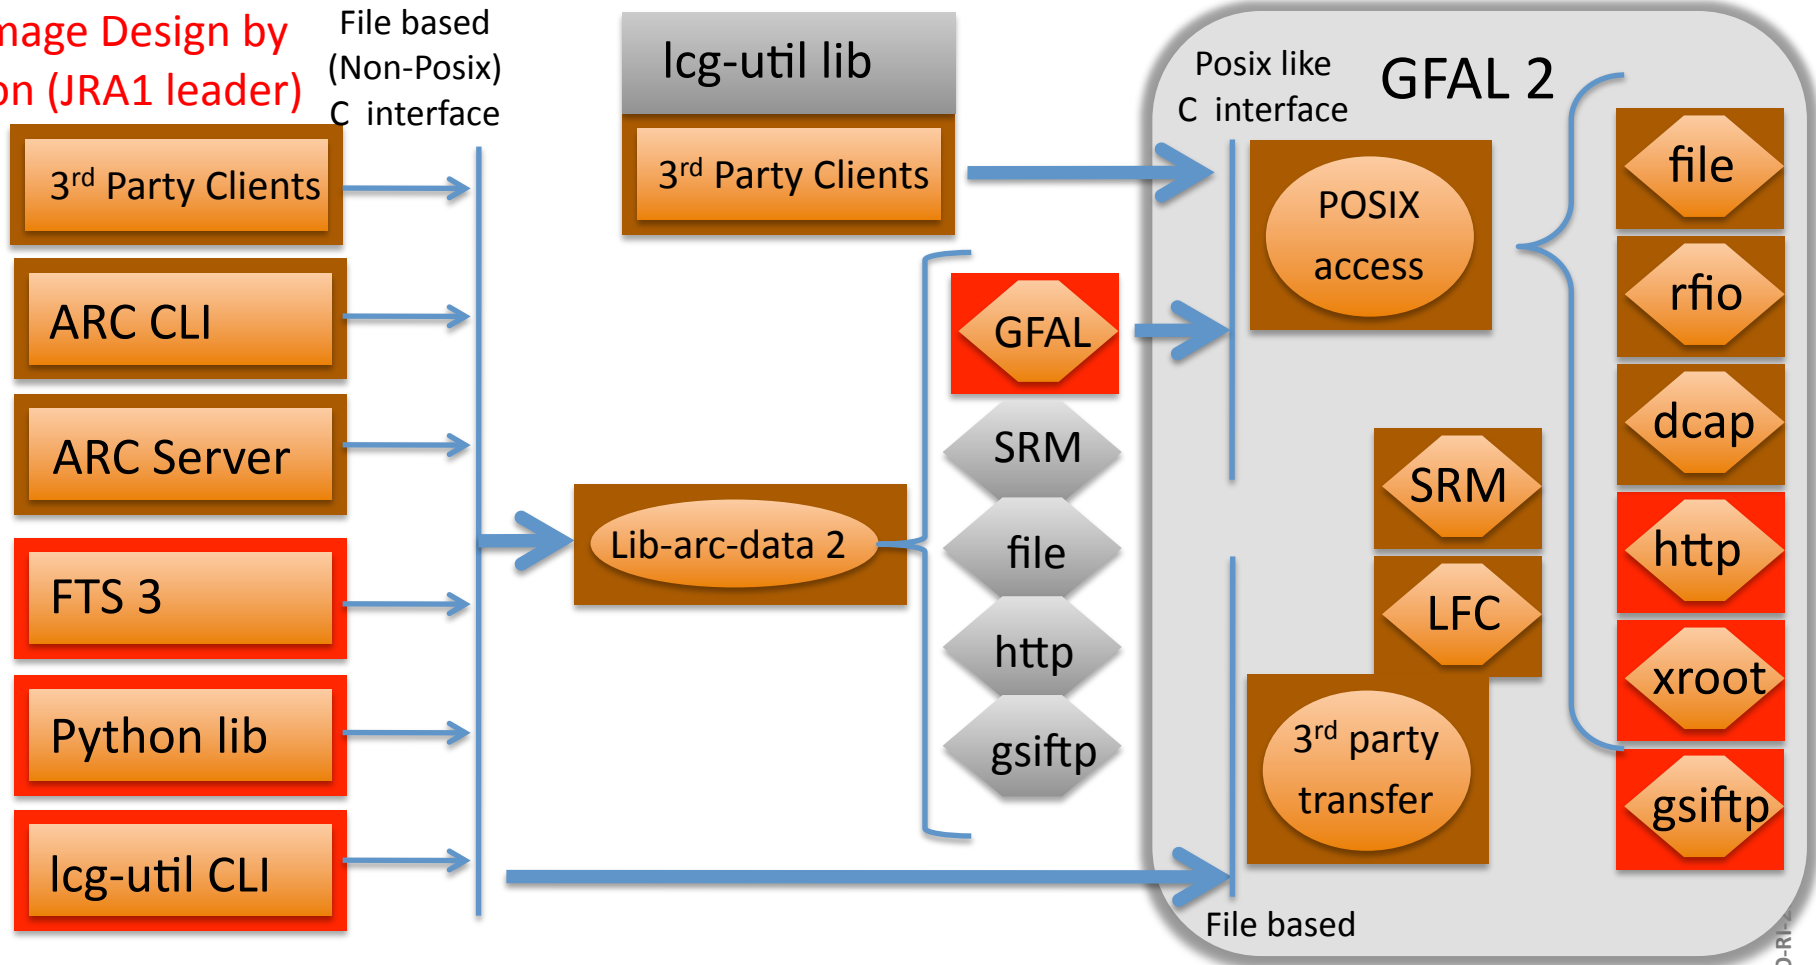 mage Design by
on (JRA1 leader)
File based
(Non-Posix)
C interface
3rd Party Clients
ARC CLI
ARC Server
FTS 3
Python lib
lcg-util CLI
lcg-util lib
3rd Party Clients
Lib-arc-data 2
GFAL
SRM
file
http
gsiftp
Posix like
C interface
GFAL 2
POSIX
access
SRM
LFC
3rd party
transfer
File based
file
rfio
dcap
http
xroot
gsiftp